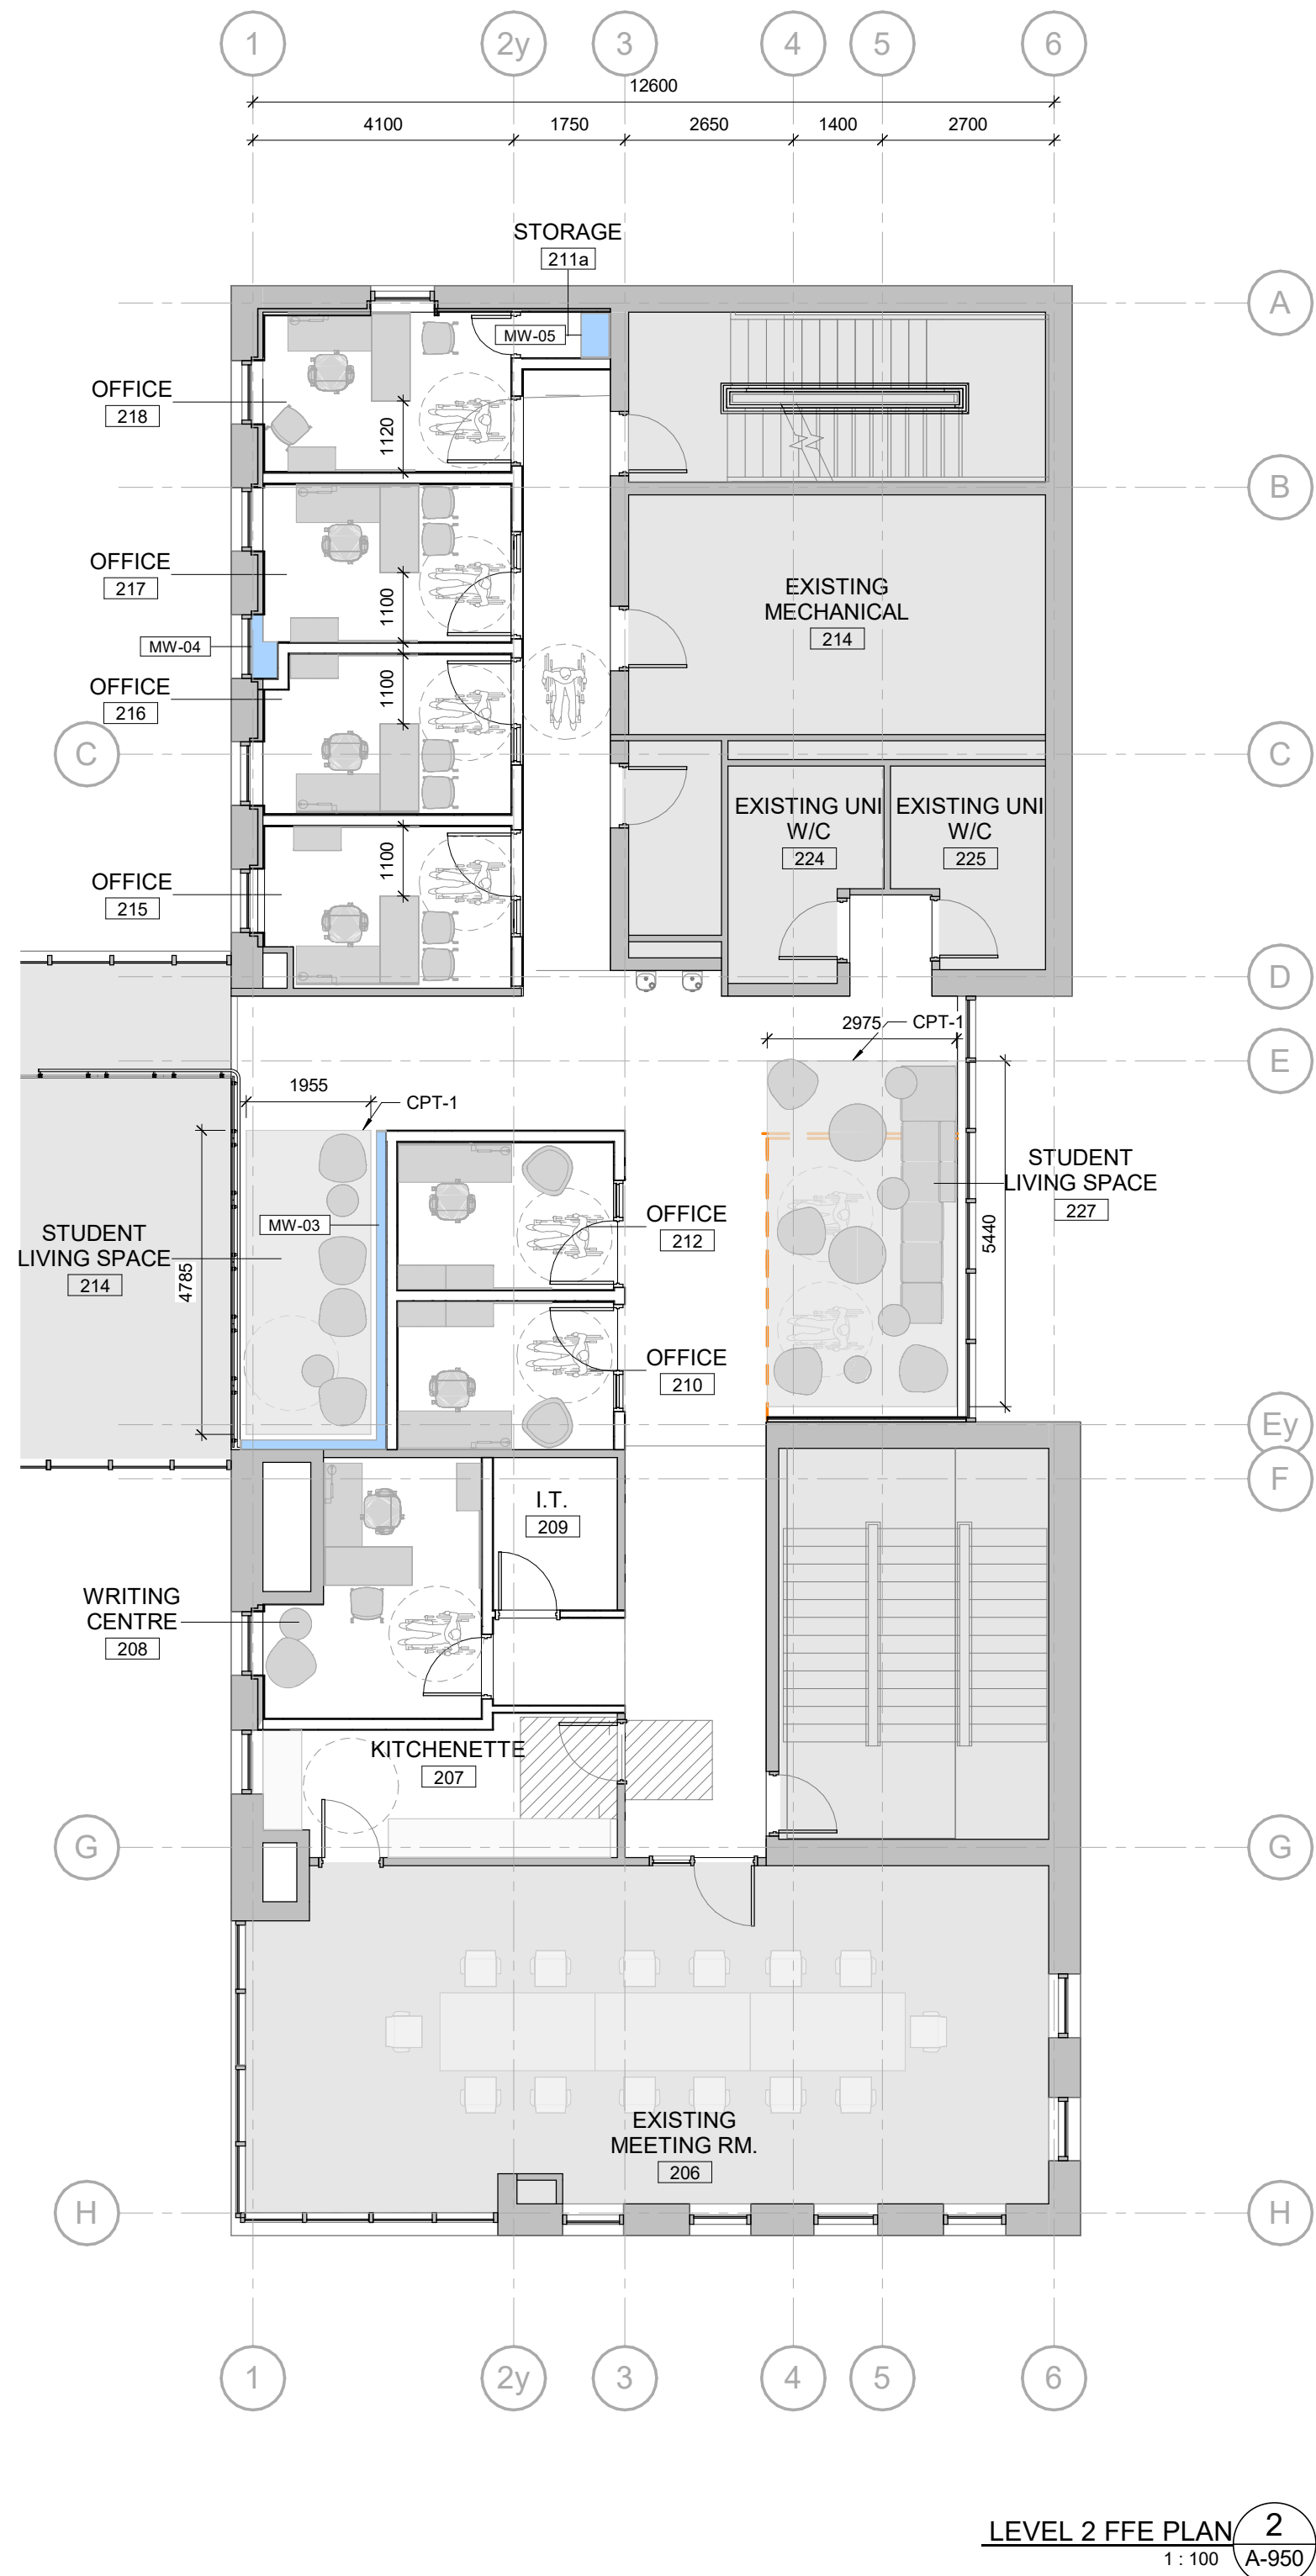 1 2y 3 4 5 6
12600
4100 1750 2650 1400 2700
STORAGE
211a
A
MW-05
OFFICE
218
1120
B
OFFICE
217
1100
EXISTING
MECHANICAL
214
MW-04
OFFICE
216
1100
C C
EXISTING UNI
W/C
224
EXISTING UNI
W/C
225
OFFICE
215
1100
D
2975 CPT-1
E
1955
CPT-1
STUDENT
LIVING SPACE
227
5440
MW-03
OFFICE
212
STUDENT
LIVING SPACE
214
4785
OFFICE
210
Ey
F
I.T.
209
WRITING
CENTRE
208
KITCHENETTE
207
G G
EXISTING
MEETING RM.
206
H H
1 2y 3 4 5 6
LEVEL 2 FFE PLAN
1 : 100
2
A-950